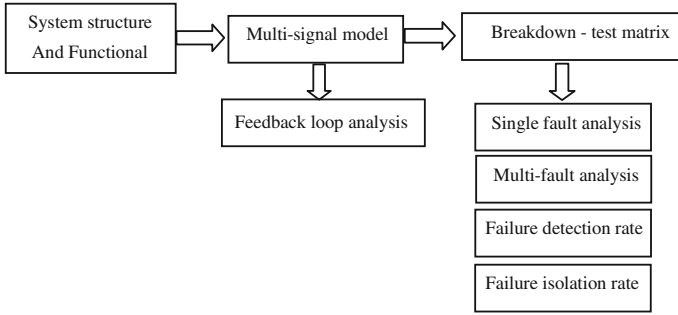 System structure
And Functional
Multi-signal model
Breakdown - test matrix
Feedback loop analysis
Single fault analysis
Multi-fault analysis
Failure detection rate
Failure isolation rate